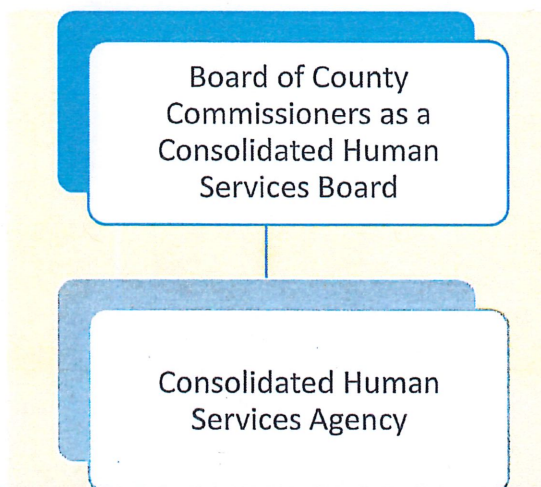 Board of County
Commissioners as a
Consolidated Human
Services Board
Consolidated Human
Services Agency